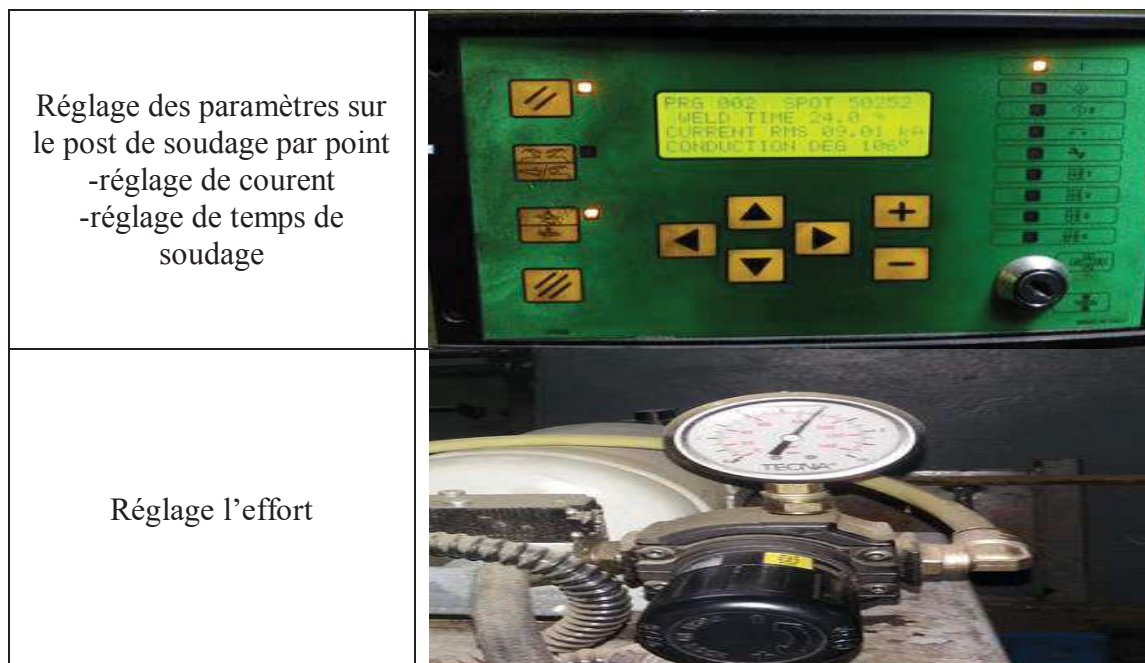 Réglage des paramètres sur
le post de soudage par point
-réglage de courent
-réglage de temps de
soudage
PRG 002 SPOT 50252
WELD TIME 24.0
CURRENT RMS 09.01 kA
CONDUCTION DEG 106°
Réglage l’effort
TECNA